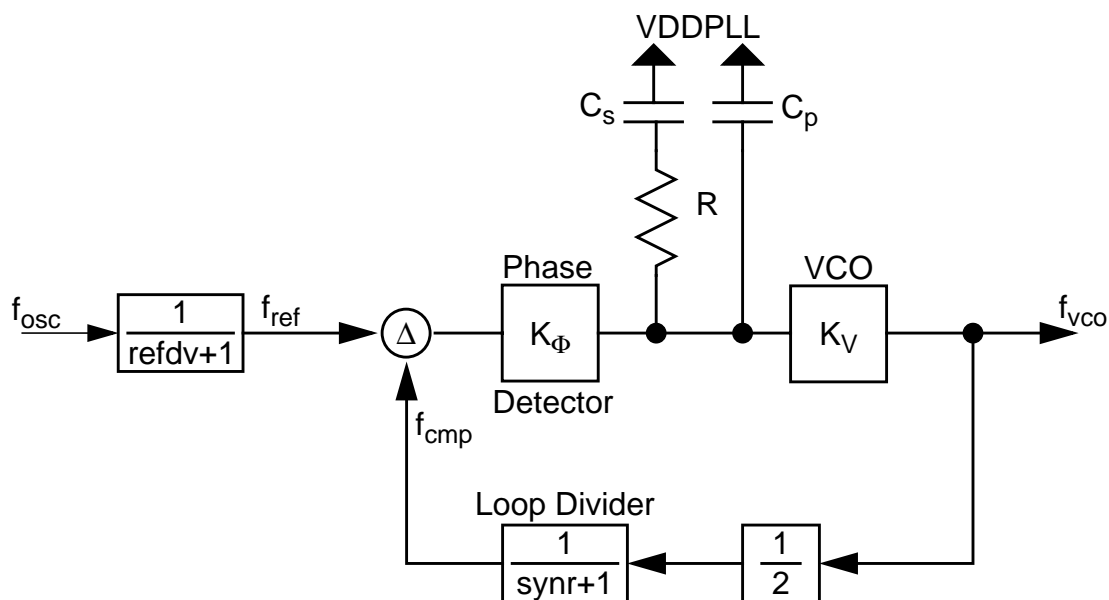 VDDPLL
Cs
Cp
R
Phase
VCO
fosc
1
refdv+1
fref
Δ
KΦ
KV
fvco
Detector
fcmp
Loop Divider
1
synr+1
1
2